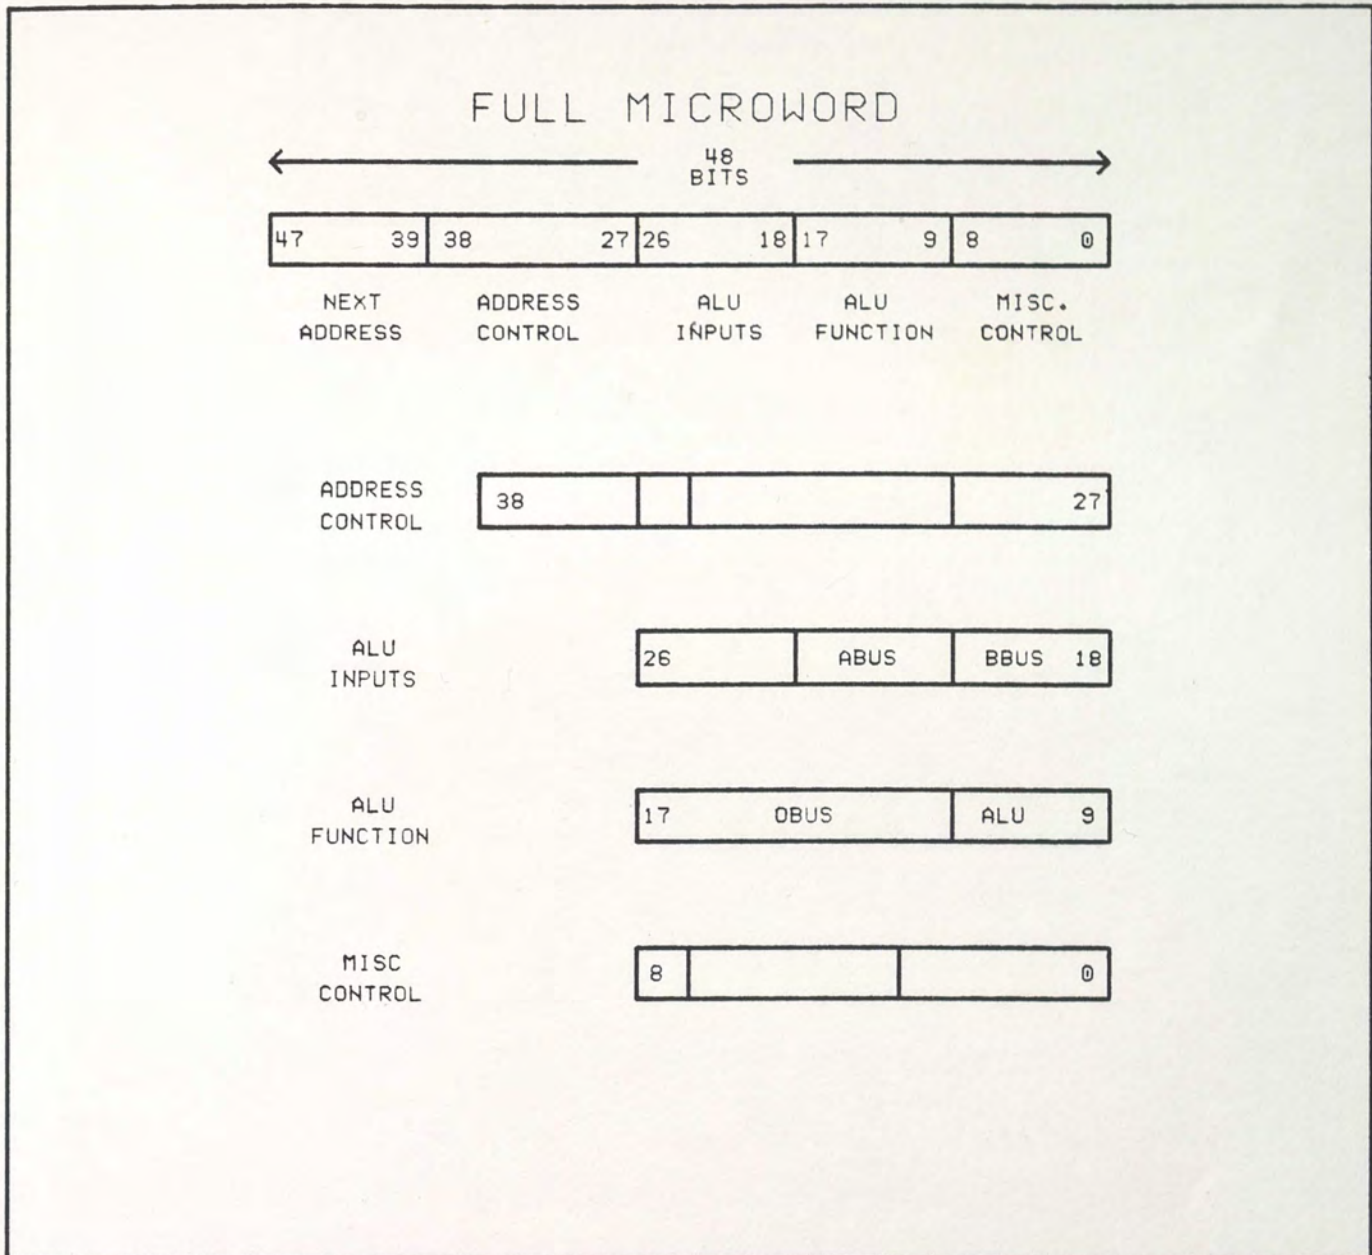 FULL MICROWORD
48
BITS
47 39 38 27 26 18 17 9 8 0
NEXT ADDRESS ALU ALU MISC.
ADDRESS CONTROL INPUTS FUNCTION CONTROL
ADDRESS
CONTROL
38 27
ALU
INPUTS
26 ABUS BBUS 18
ALU
FUNCTION
17 OBUS ALU 9
MISC
CONTROL
8 0